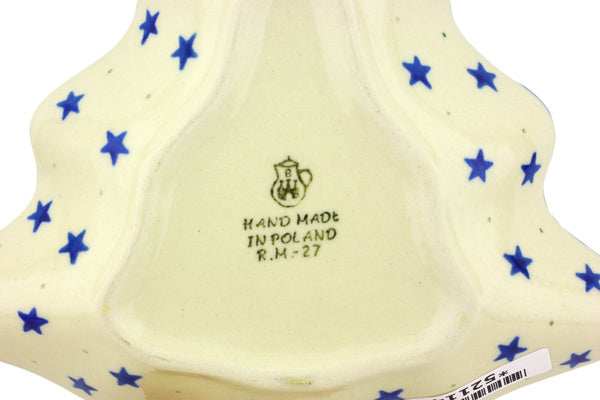 B
HAND MADE
IN POLAND
R.M.-27